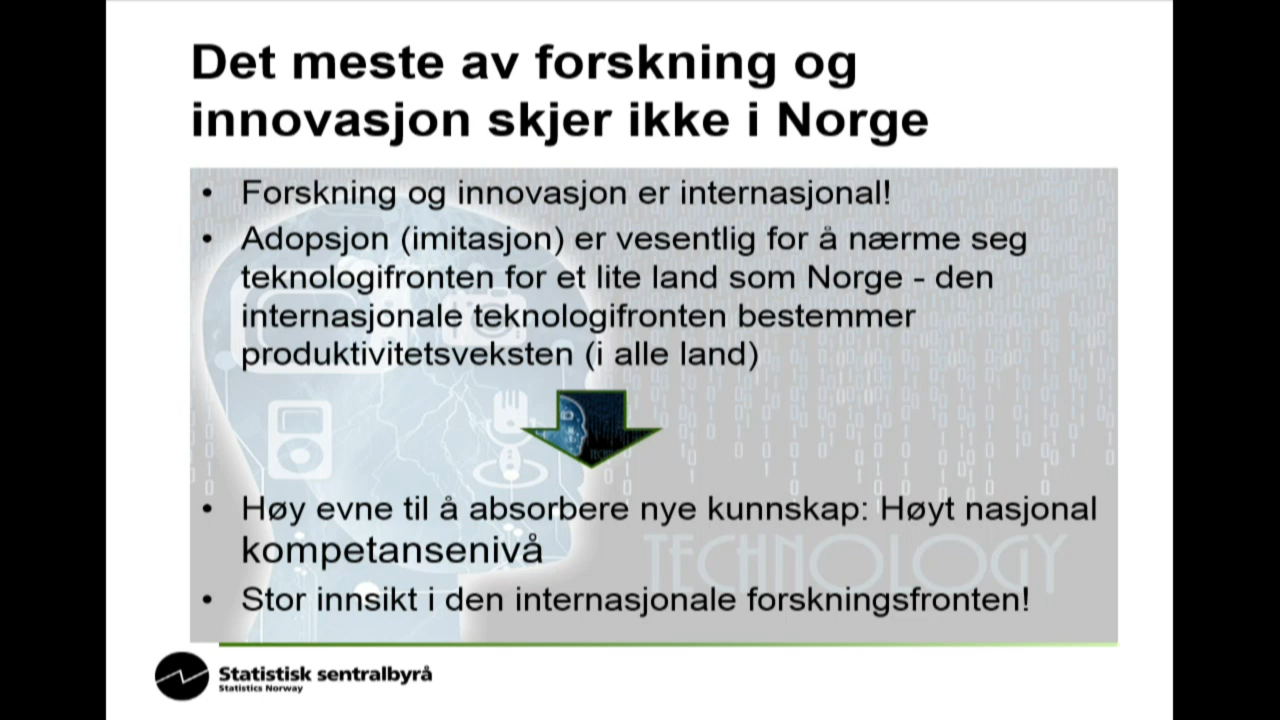 Det meste av forskning og
innovasjon skjer ikke i Norge
• Forskning og innovasjon er internasjonal!
• Adopsjon (imitasjon) er vesentlig for å nærme seg
teknologifronten for et lite land som Norge - den
internasjonale teknologifronten bestemmer
produktivitetsveksten (i alle land)
• Høy evne til å absorbere nye kunnskap: Høyt nasjonal
kompetansenivå
TECHNOLOGY
• Stor innsikt i den internasjonale forskningsfronten!
Statistisk sentralbyrå
Statistics Norway